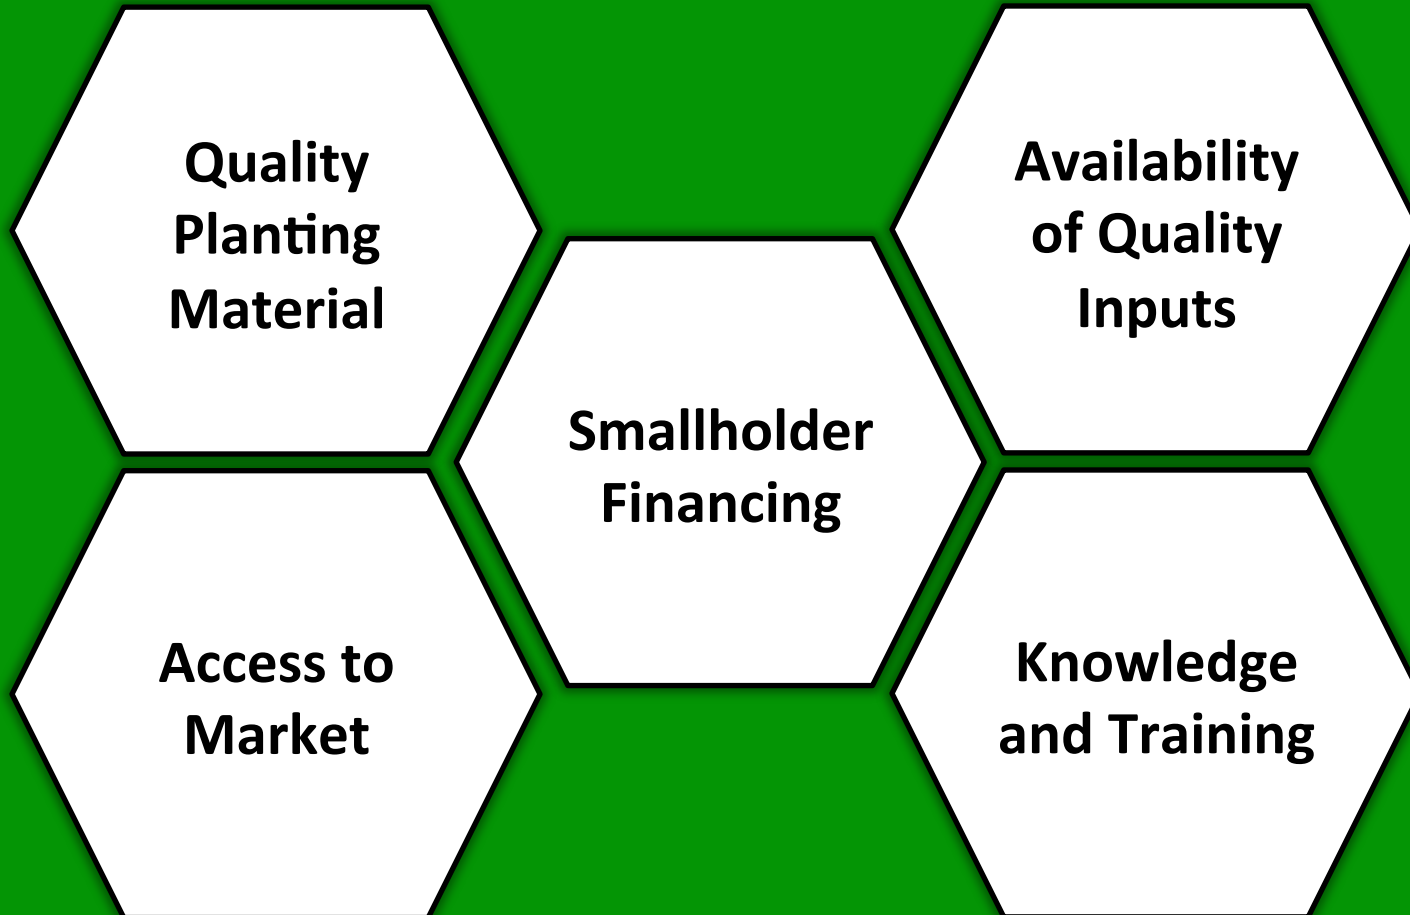 Quality
Planting
Material
Availability
of Quality
Inputs
Smallholder
Financing
Access to
Market
Knowledge
and Training